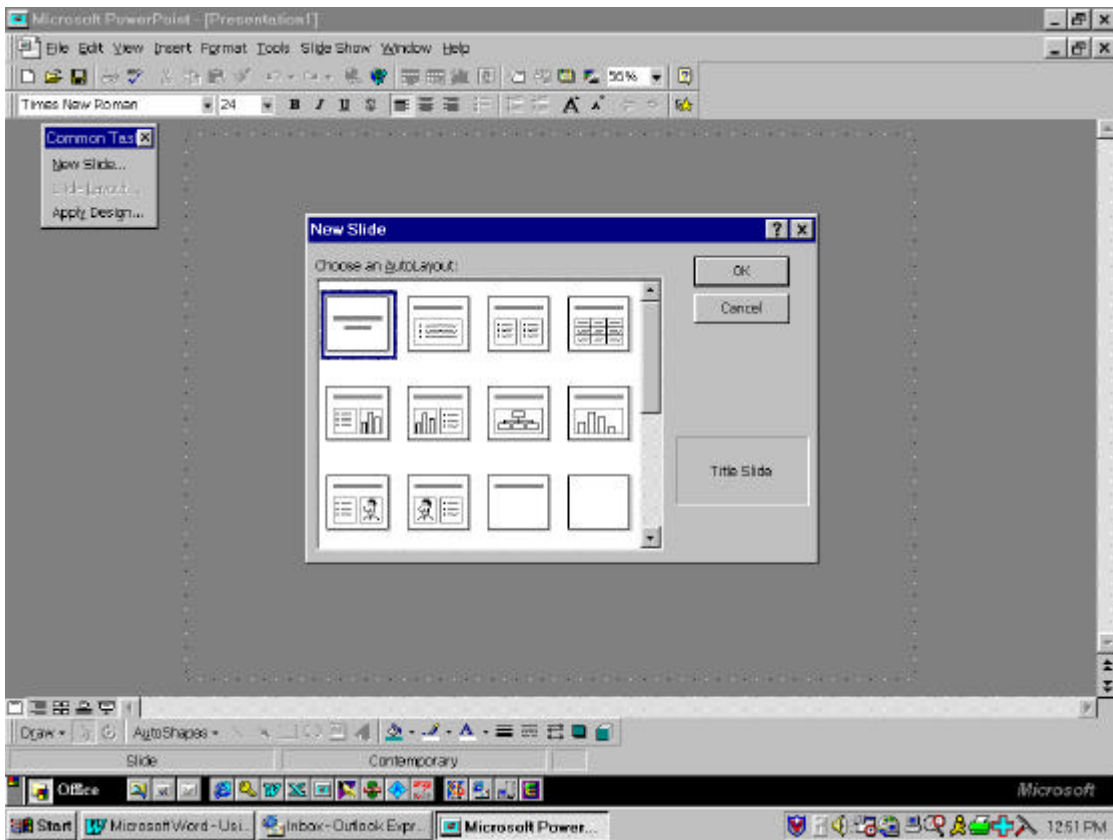 Microsoft PowerPoint - [Presentation1]
File Edit View Insert Format Tools Slide Show Window Help
Times New Roman 24 B I U S A A
Common Tas
New Slide...
Slide Layout...
Apply Design...
New Slide
Choose an AutoLayout:
OK
Cancel
Title Slide
Draw AutoShapes A
Slide Contemporary
Office Microsoft
Start Microsoft Word - Usi... Inbox - Outlook Expr... Microsoft Power... 12:51 PM